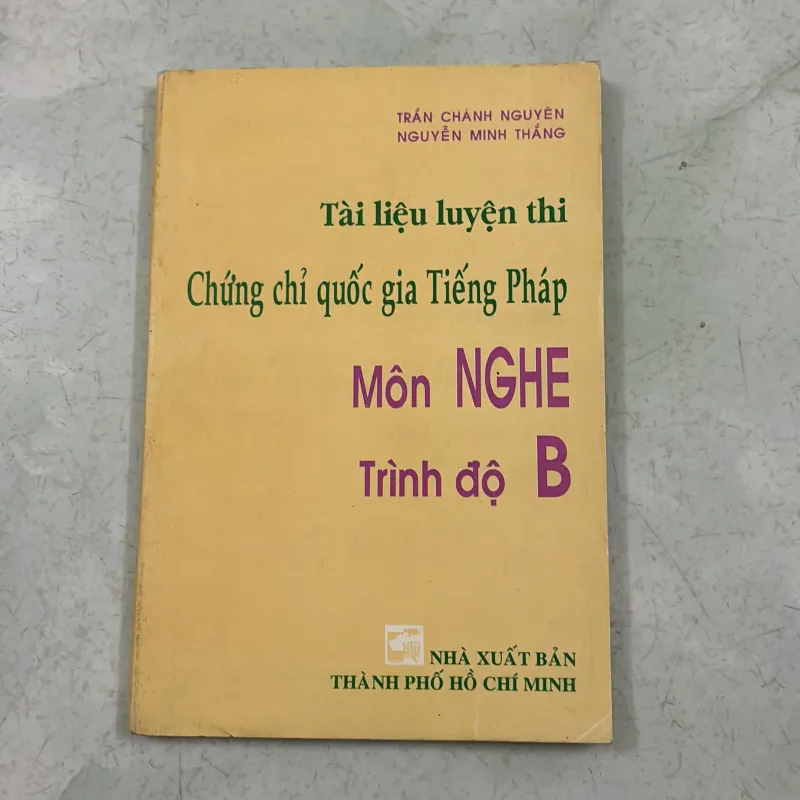 TRẦN CHÁNH NGUYÊN
NGUYỄN MINH THẮNG
Tài liệu luyện thi
Chứng chỉ quốc gia Tiếng Pháp
Môn NGHE
Trình độ B
NHÀ XUẤT BẢN
THÀNH PHỐ HỒ CHÍ MINH